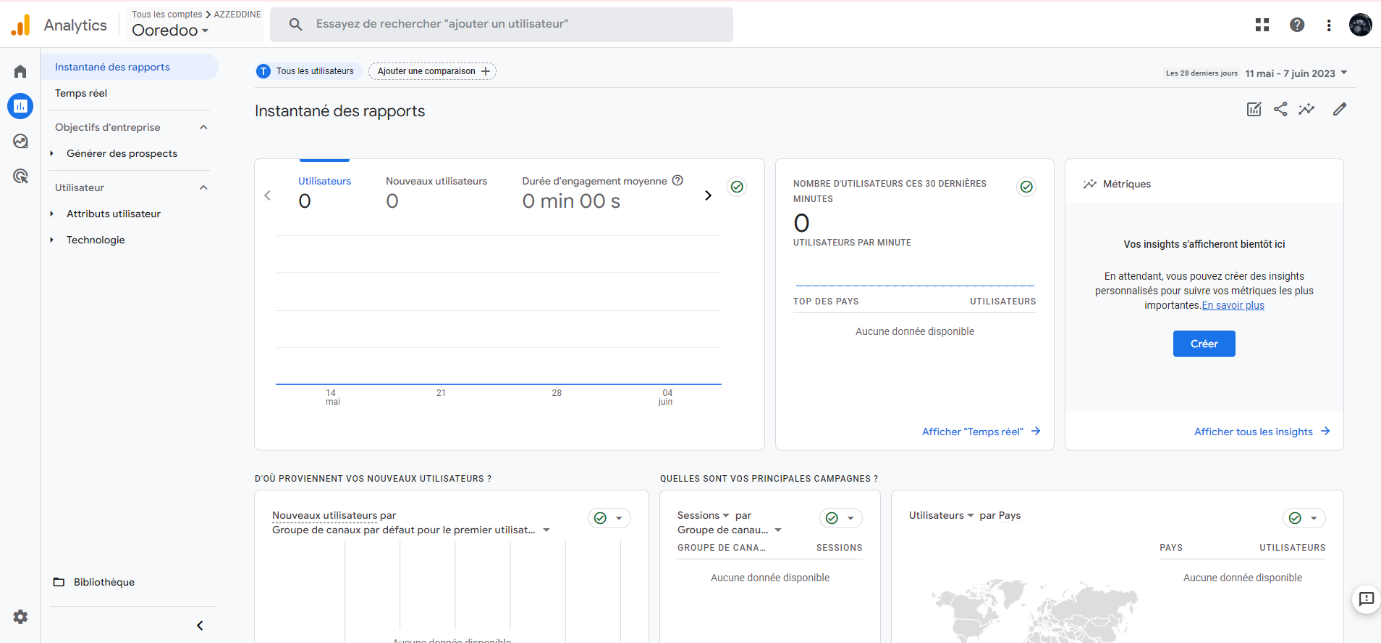 Analytics
Tous les comptes > AZZEDDINE
Ooredoo
Essayez de rechercher "ajouter un utilisateur"
Instantané des rapports
Temps réel
Objectifs d'entreprise
Générer des prospects
Utilisateur
Attributs utilisateur
Technologie
Bibliothèque
T Tous les utilisateurs
Ajouter une comparaison +
Les 28 derniers jours 11 mai - 7 juin 2023
Instantané des rapports
Utilisateurs
0
Nouveaux utilisateurs
0
Durée d'engagement moyenne
0 min 00 s
14
mai
21
28
04
juin
NOMBRE D'UTILISATEURS CES 30 DERNIÈRES
MINUTES
0
UTILISATEURS PAR MINUTE
TOP DES PAYS UTILISATEURS
Aucune donnée disponible
Afficher "Temps réel"
Métriques
Vos insights s'afficheront bientôt ici
En attendant, vous pouvez créer des insights
personnalisés pour suivre vos métriques les plus
importantes.En savoir plus
Créer
Afficher tous les insights
D'OÙ PROVIENNENT VOS NOUVEAUX UTILISATEURS ?
Nouveaux utilisateurs par
Groupe de canaux par défaut pour le premier utilisat...
Aucune donnée disponible
QUELLES SONT VOS PRINCIPALES CAMPAGNES ?
Sessions par
Groupe de canau...
GROUPE DE CANA... SESSIONS
Aucune donnée disponible
Utilisateurs par Pays
PAYS UTILISATEURS
Aucune donnée disponible